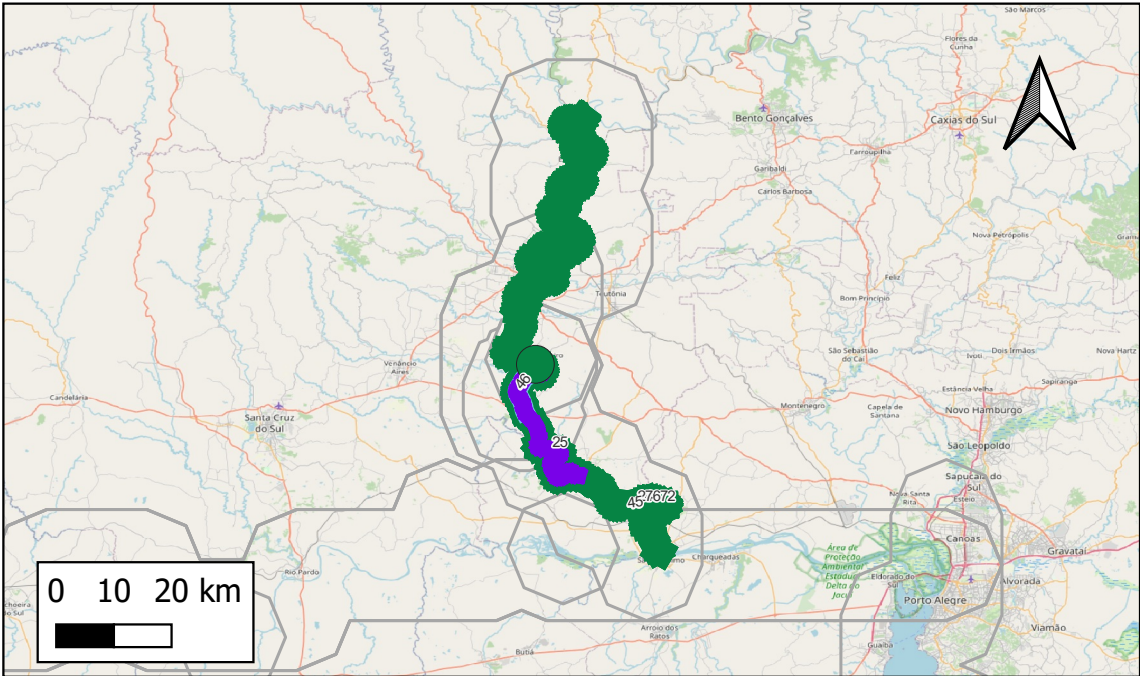 São Marcos
Flores da
Cunha
Bento Gonçalves
Caxias do Sul
Farroupilha
Garibaldi
Carlos Barbosa
Nova Petrópolis
Gram
Feliz
Teutônia
Bom Princípio
São Sebastião
do Caí
Ivoti
Dois Irmãos
Nova Hartz
Venâncio
Aires
46
Sapiranga
Estância Velha
Candelária
Santa Cruz
do Sul
Montenegro
Capela de
Santana
Novo Hamburgo
25
São Leopoldo
Sapucaia do
Sul
Nova Santa
Rita
Esteio
45
27672
Canoas
Gravataí
Charqueadas
Área de
Proteção
Ambiental
Estadual
Delta do
Jacuí
Rio Pardo
Eldorado do
Sul
Alvorada
Porto Alegre
0 10 20 km
choeira
do Sul
Arroio dos
Ratos
Viamão
Butiá
Guaíba